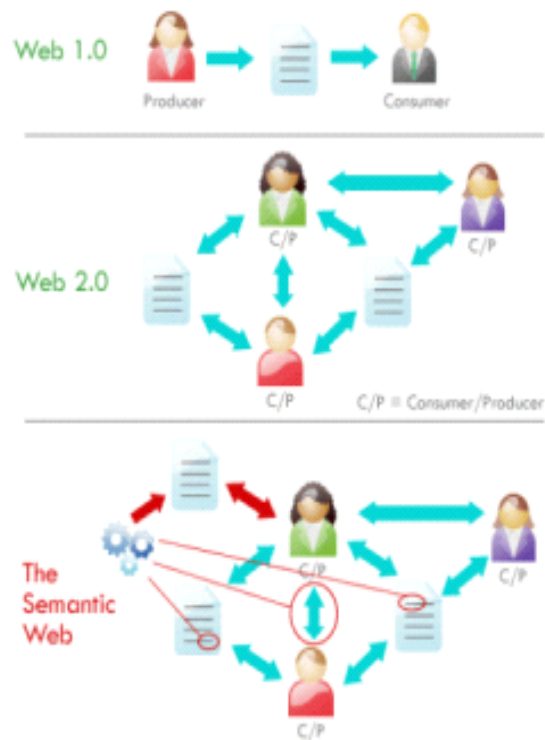 Web 1.0
Producer
Consumer
C/P
C/P
Web 2.0
C/P
C/P = Consumer/Producer
C/P
C/P
The
Semantic
Web
C/P